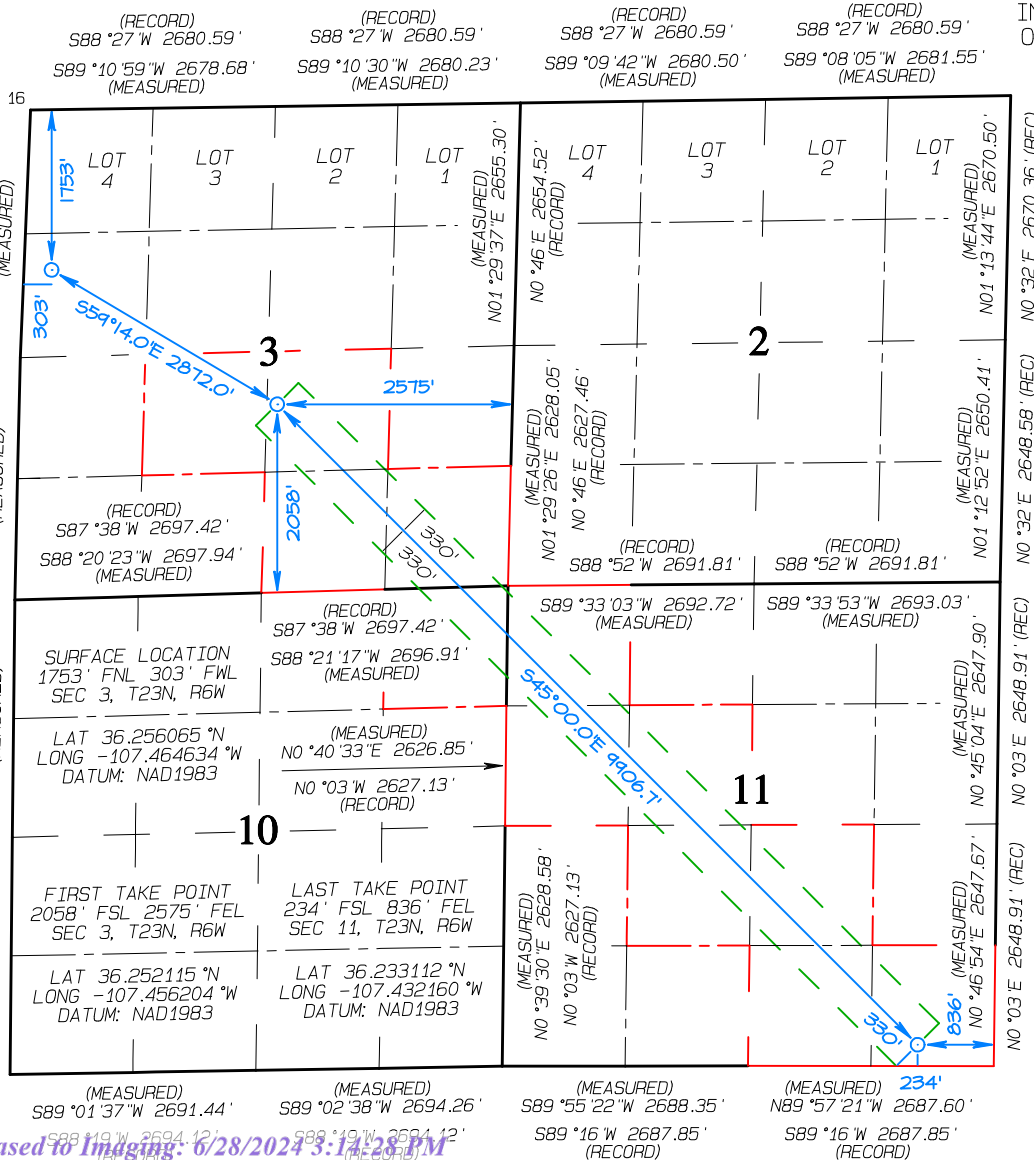 (RECORD)
S88°27'W 2680.59'
S89°10'59"W 2678.68'
(MEASURED)
(RECORD)
S88°27'W 2680.59'
S89°10'30"W 2680.23'
(MEASURED)
(RECORD)
S88°27'W 2680.59'
S89°09'42"W 2680.50'
(MEASURED)
(RECORD)
S88°27'W 2680.59'
S89°08'05"W 2681.55'
(MEASURED)
16
1753'
LOT
4
LOT
3
LOT
2
LOT
1
(MEASURED)
N01°29'37"E 2655.30'
N0°46'E 2654.52'
(RECORD)
LOT
4
LOT
3
LOT
2
LOT
1
(MEASURED)
N01°13'44"E 2670.50'
N0°32'E 2670.36' (REC)
(MEASURED)
303'
S59°14.0'E 2872.0'
3
2575'
2
(MEASURED)
N01°29'26"E 2628.05'
N0°46'E 2627.46'
(RECORD)
(MEASURED)
N01°12'52"E 2650.41'
N0°32'E 2648.58' (REC)
2058'
330'
330'
(RECORD)
S87°38'W 2697.42'
S88°20'23"W 2697.94'
(MEASURED)
(RECORD)
S88°52'W 2691.81'
(RECORD)
S88°52'W 2691.81'
(RECORD)
S87°38'W 2697.42'
S88°21'17"W 2696.91'
(MEASURED)
S89°33'03"W 2692.72'
(MEASURED)
S89°33'53"W 2693.03'
(MEASURED)
SURFACE LOCATION
1753' FNL 303' FWL
SEC 3, T23N, R6W
LAT 36.256065°N
LONG -107.464634°W
DATUM: NAD1983
(MEASURED)
N0°40'33"E 2626.85'
N0°03'W 2627.13'
(RECORD)
S45°00.0'E 9906.7'
(MEASURED)
N0°45'04"E 2647.90'
N0°03'E 2648.91' (REC)
10
11
FIRST TAKE POINT
2058' FSL 2575' FEL
SEC 3, T23N, R6W
LAT 36.252115°N
LONG -107.456204°W
DATUM: NAD1983
LAST TAKE POINT
234' FSL 836' FEL
SEC 11, T23N, R6W
LAT 36.233112°N
LONG -107.432160°W
DATUM: NAD1983
(MEASURED)
N0°39'30"E 2628.58'
N0°03'W 2627.13'
(RECORD)
(MEASURED)
N0°46'54"E 2647.67'
N0°03'E 2648.91' (REC)
330'
836'
234'
(MEASURED)
S89°01'37"W 2691.44'
S88°19'W 2694.12'
(MEASURED)
S89°02'38"W 2694.26'
S88°19'W 2694.12'
(MEASURED)
S89°55'22"W 2688.35'
S89°16'W 2687.85'
(RECORD)
(MEASURED)
N89°57'21"W 2687.60'
S89°16'W 2687.85'
(RECORD)
ased to Imaging: 6/28/2024 3:14:28 PM